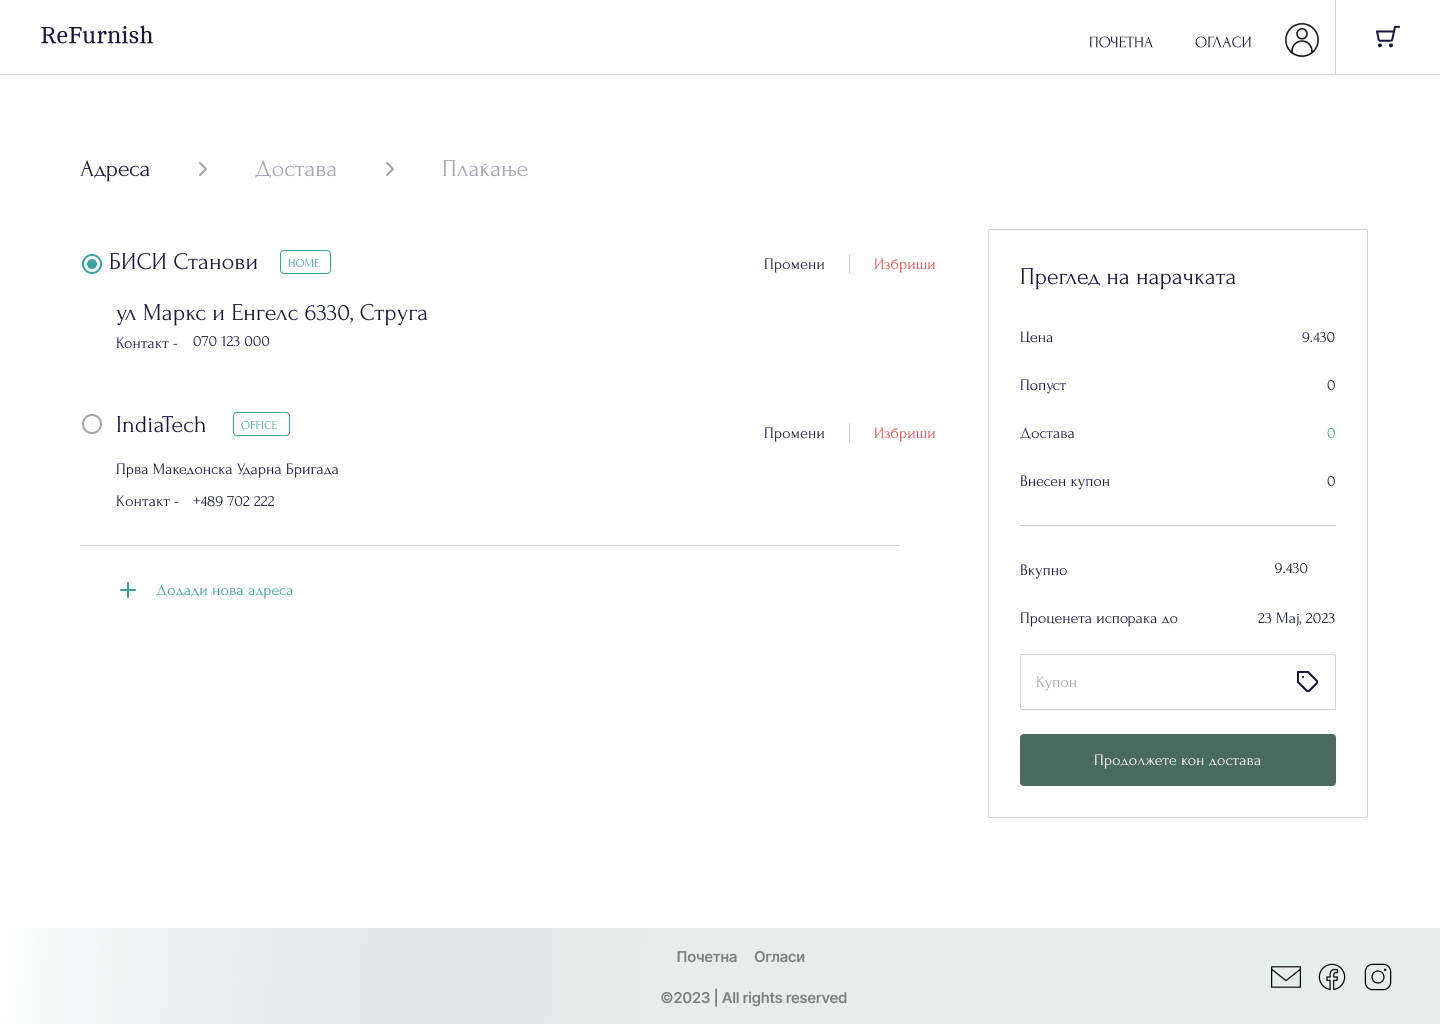 ReFurnish
ПОЧЕТНА ОГЛАСИ
Адреса Достава Плаќање
БИСИ Станови HOME Промени Избриши
ул Маркс и Енгелс 6330, Струга
Контакт - 070 123 000
IndiaTech OFFICE Промени Избриши
Прва Македонска Ударна Бригада
Контакт - +489 702 222
Додади нова адреса
Преглед на нарачката
Цена 9.430
Попуст 0
Достава 0
Внесен купон 0
Вкупно 9.430
Проценета испорака до 23 Мај, 2023
Купон
Продолжете кон достава
Почетна Огласи
©2023 | All rights reserved